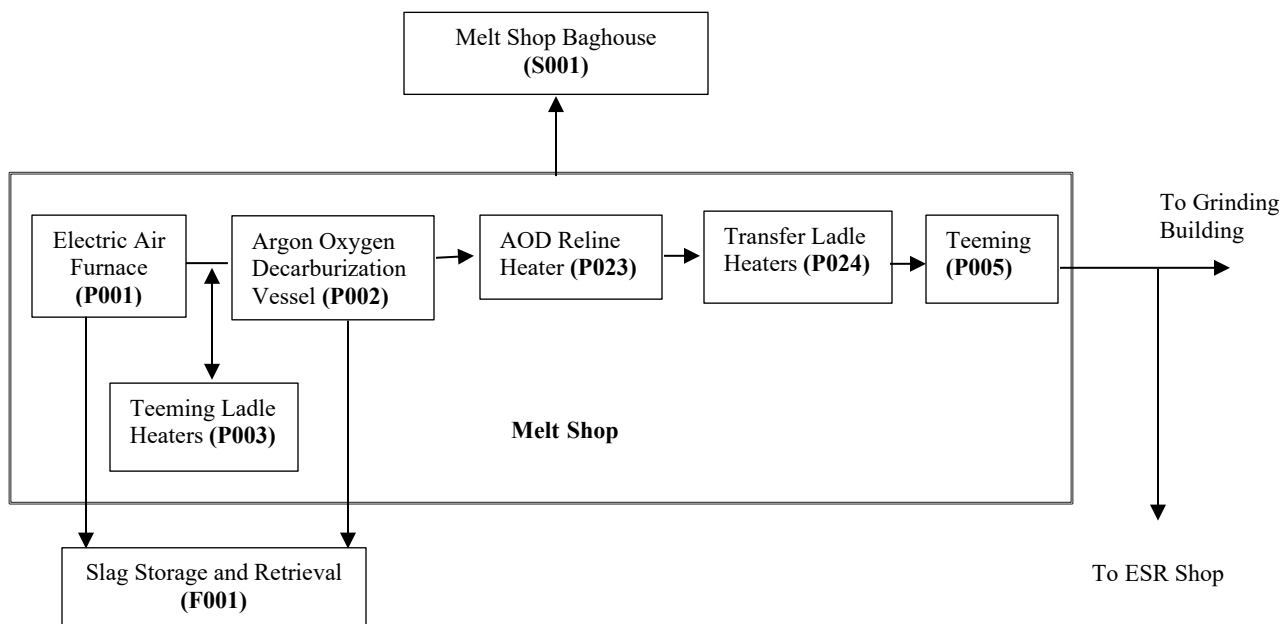 Melt Shop Baghouse
(S001)
Electric Air
Furnace
(P001)
Argon Oxygen
Decarburization
Vessel (P002)
AOD Reline
Heater (P023)
Transfer Ladle
Heaters (P024)
Teeming
(P005)
To Grinding
Building
Teeming Ladle
Heaters (P003)
Melt Shop
Slag Storage and Retrieval
(F001)
To ESR Shop